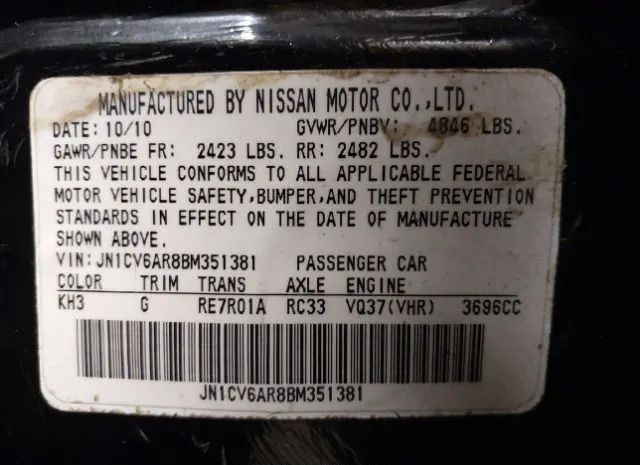 MANUFACTURED BY NISSAN MOTOR CO.,LTD.
DATE: 10/10 GVWR/PNBV: 4846 LBS.
GAWR/PNBE FR: 2423 LBS. RR: 2482 LBS.
THIS VEHICLE CONFORMS TO ALL APPLICABLE FEDERAL
MOTOR VEHICLE SAFETY,BUMPER,AND THEFT PREVENTION
STANDARDS IN EFFECT ON THE DATE OF MANUFACTURE
SHOWN ABOVE.
VIN: JN1CV6AR8BM351381 PASSENGER CAR
COLOR TRIM TRANS AXLE ENGINE
KH3 G RE7R01A RC33 VQ37(VHR) 3696CC
JN1CV6AR8BM351381